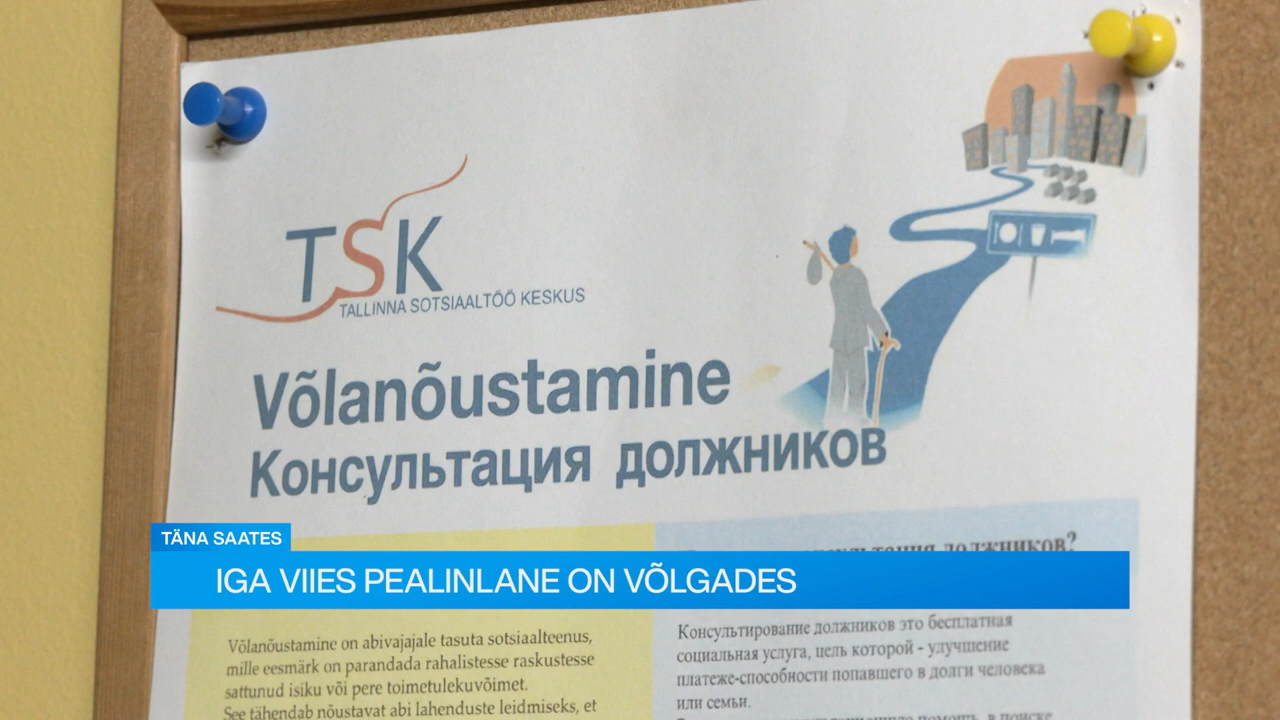 TSK
TALLINNA SOTSIAALTÖÖ KESKUS
Võlanõustamine
Консультация должников
TÄNA SAATES
IGA VIIES PEALINLANE ON VÕLGADES
должников?
Võlanõustamine on abivajajale tasuta sotsiaalteenus,
mille eesmärk on parandada rahalistesse raskustesse
sattunud isiku või pere toimetulekuvõimet.
See tähendab nõustavat abi lahenduste leidmiseks, et
Консультирование должников это бесплатная
социальная услуга, цель которой - улучшение
платеже-способности попавшего в долги человека
или семьи.